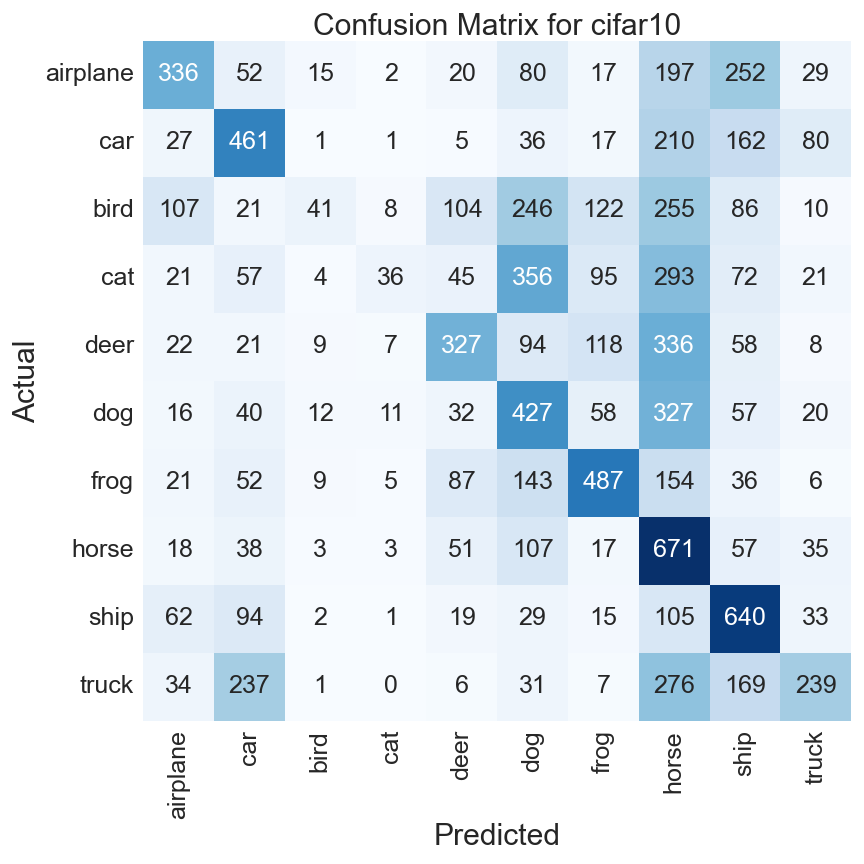 Confusion Matrix for cifar10
airplane 336 52 15 2 20 80 17 197 252 29
car 27 461 1 1 5 36 17 210 162 80
bird 107 21 41 8 104 246 122 255 86 10
cat 21 57 4 36 45 356 95 293 72 21
deer 22 21 9 7 327 94 118 336 58 8
dog 16 40 12 11 32 427 58 327 57 20
frog 21 52 9 5 87 143 487 154 36 6
horse 18 38 3 3 51 107 17 671 57 35
ship 62 94 2 1 19 29 15 105 640 33
truck 34 237 1 0 6 31 7 276 169 239
Actual
airplane car bird cat deer dog frog horse ship truck
Predicted